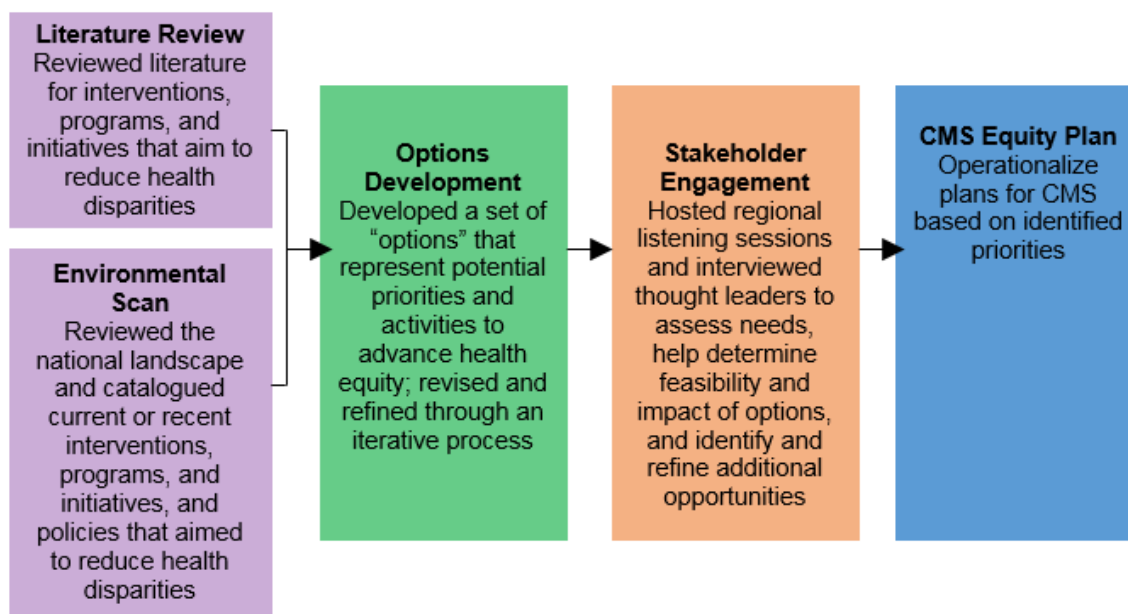 Literature Review
Reviewed literature
for interventions,
programs, and
initiatives that aim to
reduce health
disparities
Environmental
Scan
Reviewed the
national landscape
and catalogued
current or recent
interventions,
programs, and
initiatives, and
policies that aimed
to reduce health
disparities
Options
Development
Developed a set of
“options” that
represent potential
priorities and
activities to
advance health
equity; revised and
refined through an
iterative process
Stakeholder
Engagement
Hosted regional
listening sessions
and interviewed
thought leaders to
assess needs,
help determine
feasibility and
impact of options,
and identify and
refine additional
opportunities
CMS Equity Plan
Operationalize
plans for CMS
based on identified
priorities